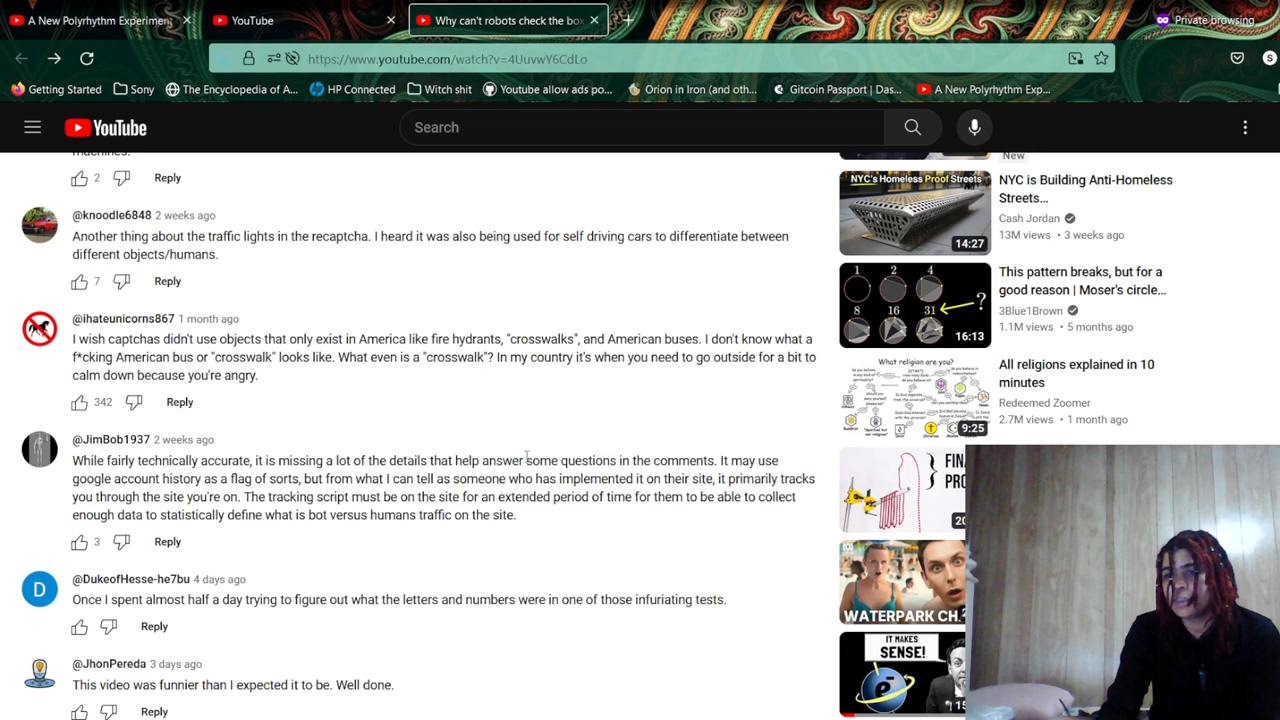 A New Polyrhythm Experiment
YouTube
Why can't robots check the box
Private browsing
https://www.youtube.com/watch?v=4UuvwY6CdLo
S
Getting Started
Sony
The Encyclopedia of A...
HP Connected
Witch shit
Youtube allow ads po...
Orion in Iron (and oth...
Gitcoin Passport | Das...
A New Polyrhythm Exp...
YouTube
Search
machines.
2
Reply
@knoodle6848 2 weeks ago
Another thing about the traffic lights in the recaptcha. I heard it was also being used for self driving cars to differentiate between
different objects/humans.
7
Reply
@ihateunicorns867 1 month ago
I wish captchas didn't use objects that only exist in America like fire hydrants, "crosswalks", and American buses. I don't know what a
f*cking American bus or "crosswalk" looks like. What even is a "crosswalk"? In my country it's when you need to go outside for a bit to
calm down because you're angry.
342
Reply
@JimBob1937 2 weeks ago
While fairly technically accurate, it is missing a lot of the details that help answer some questions in the comments. It may use
google account history as a flag of sorts, but from what I can tell as someone who has implemented it on their site, it primarily tracks
you through the site you're on. The tracking script must be on the site for an extended period of time for them to be able to collect
enough data to statistically define what is bot versus humans traffic on the site.
3
Reply
D
@DukeofHesse-he7bu 4 days ago
Once I spent almost half a day trying to figure out what the letters and numbers were in one of those infuriating tests.
Reply
@JhonPereda 3 days ago
This video was funnier than I expected it to be. Well done.
Reply
New
NYC's Homeless Proof Streets
14:27
NYC is Building Anti-Homeless
Streets...
Cash Jordan
13M views • 3 weeks ago
1 2 4
8 16 31
?
16:13
This pattern breaks, but for a
good reason | Moser's circle...
3Blue1Brown
1.1M views • 5 months ago
What religion are you?
9:25
All religions explained in 10
minutes
Redeemed Zoomer
2.7M views • 1 month ago
WATERPARK CH.
IT MAKES
SENSE!